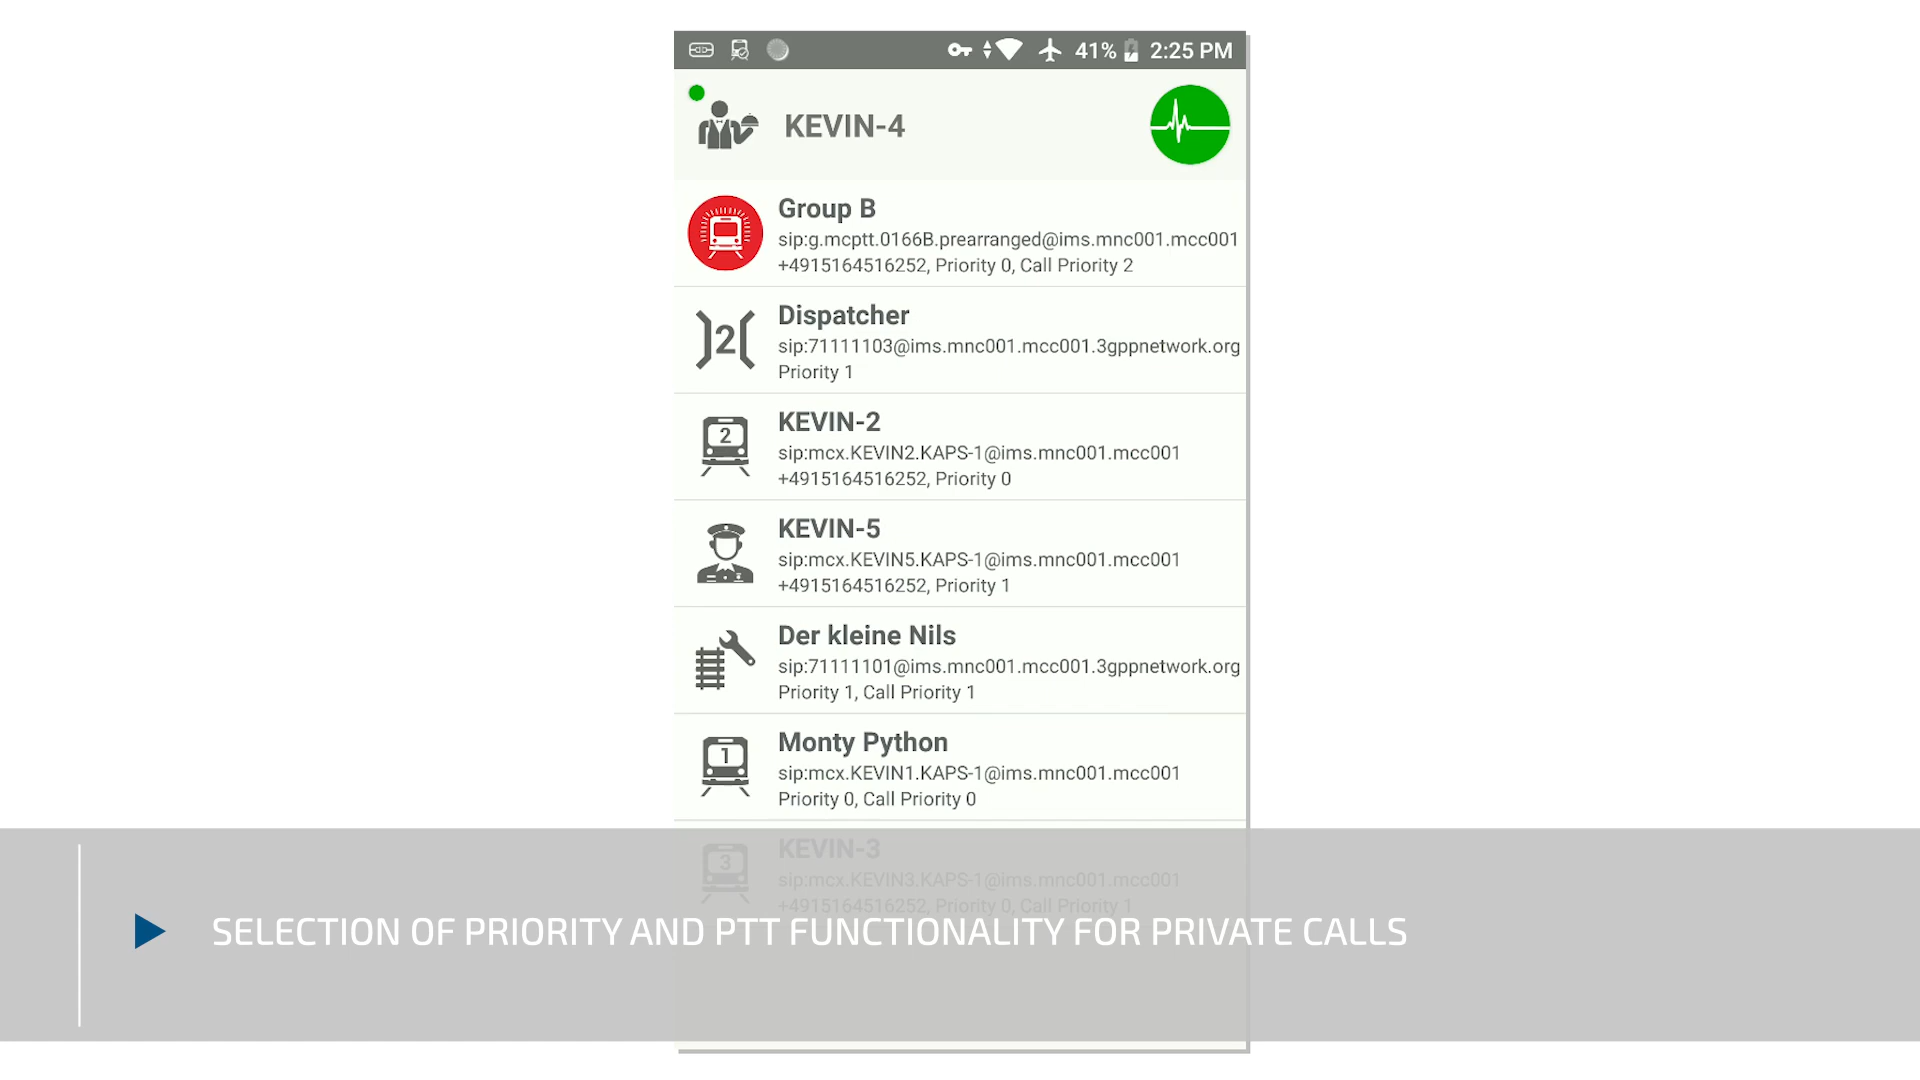 41% 2:25 PM
KEVIN-4
Group B
sip:g.mcptt.0166B.prearranged@ims.mnc001.mcc001
+4915164516252, Priority 0, Call Priority 2
2
Dispatcher
sip:71111103@ims.mnc001.mcc001.3gppnetwork.org
Priority 1
2
KEVIN-2
sip:mcx.KEVIN2.KAPS-1@ims.mnc001.mcc001
+4915164516252, Priority 0
KEVIN-5
sip:mcx.KEVIN5.KAPS-1@ims.mnc001.mcc001
+4915164516252, Priority 1
Der kleine Nils
sip:71111101@ims.mnc001.mcc001.3gppnetwork.org
Priority 1, Call Priority 1
1
Monty Python
sip:mcx.KEVIN1.KAPS-1@ims.mnc001.mcc001
Priority 0, Call Priority 0
3
KEVIN-3
sip:mcx.KEVIN3.KAPS-1@ims.mnc001.mcc001
+4915164516252, Priority 0, Call Priority 1
SELECTION OF PRIORITY AND PTT FUNCTIONALITY FOR PRIVATE CALLS